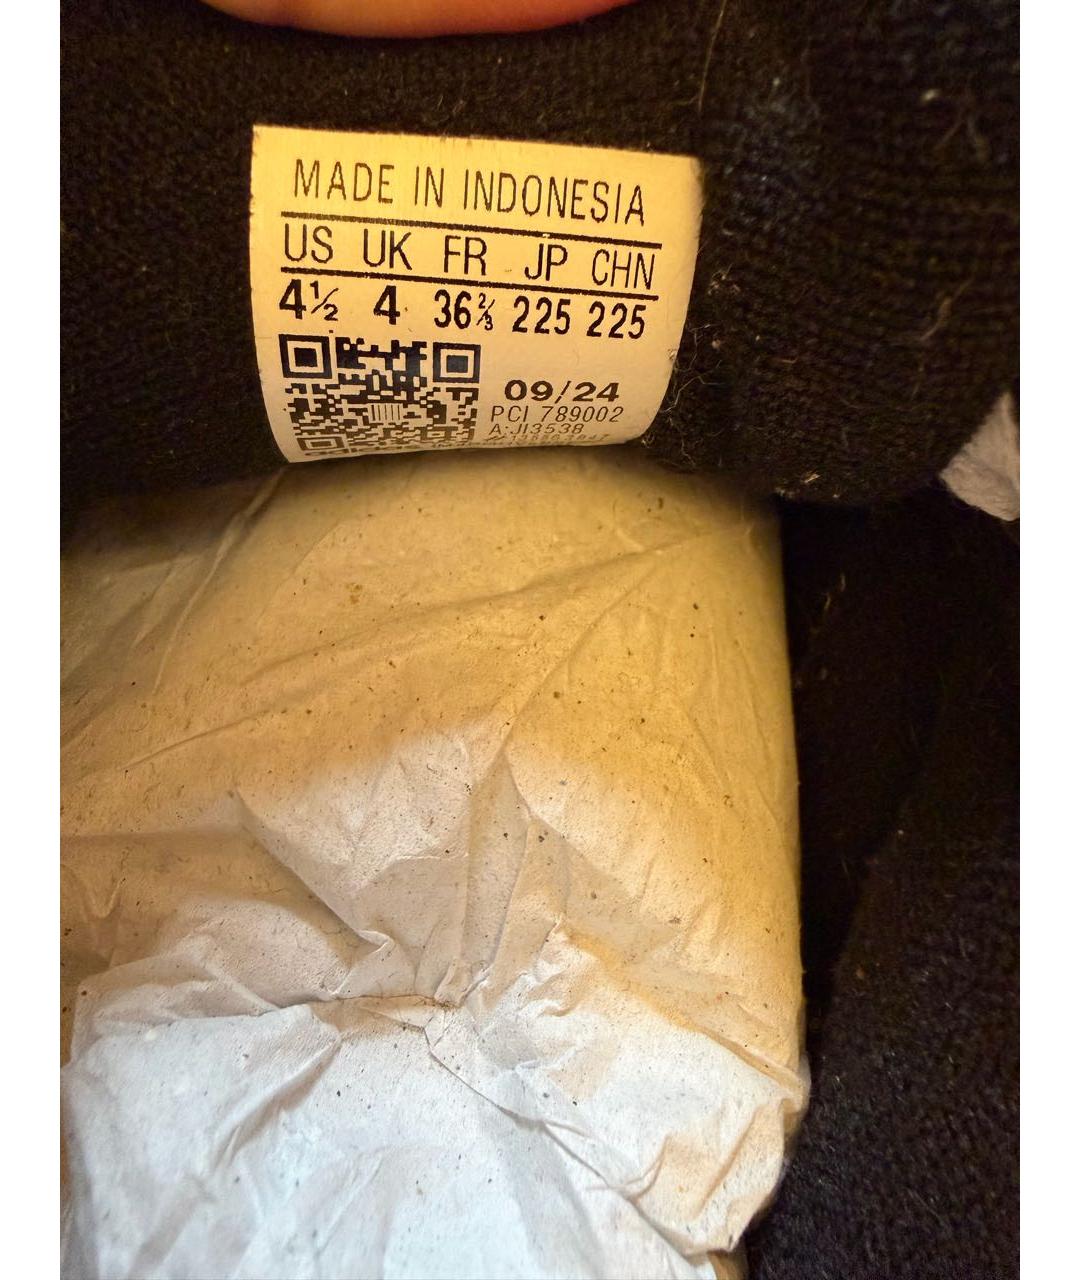 MADE IN INDONESIA
US UK FR JP CHN
4½ 4 36⅔ 225 225
09/24
PCI 789002
A:JI3538
adidas